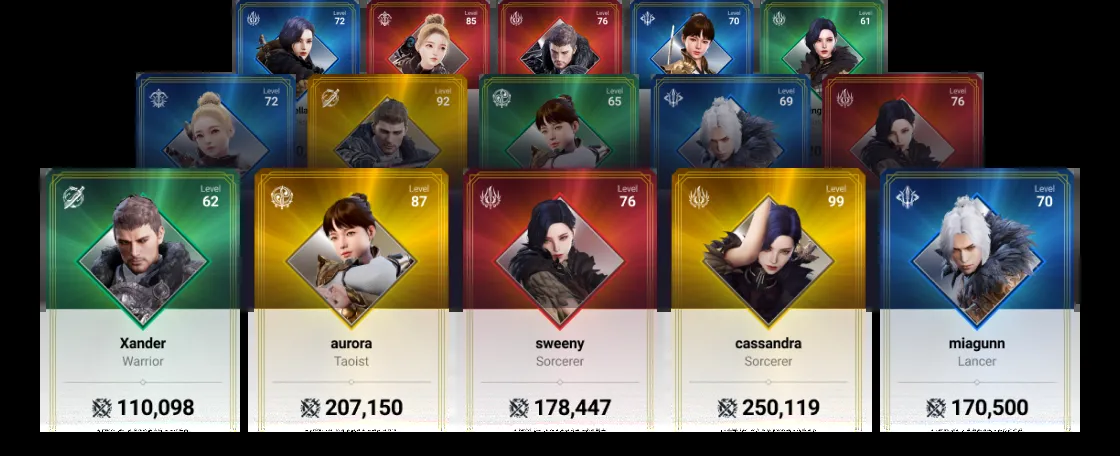 Level
72
Level
85
Level
76
Level
70
Level
61
Level
72
Level
92
Level
65
Level
69
Level
76
Level
62
Xander
Warrior
110,098
Level
87
aurora
Taoist
207,150
Level
76
sweeny
Sorcerer
178,447
Level
99
cassandra
Sorcerer
250,119
Level
70
miagunn
Lancer
170,500